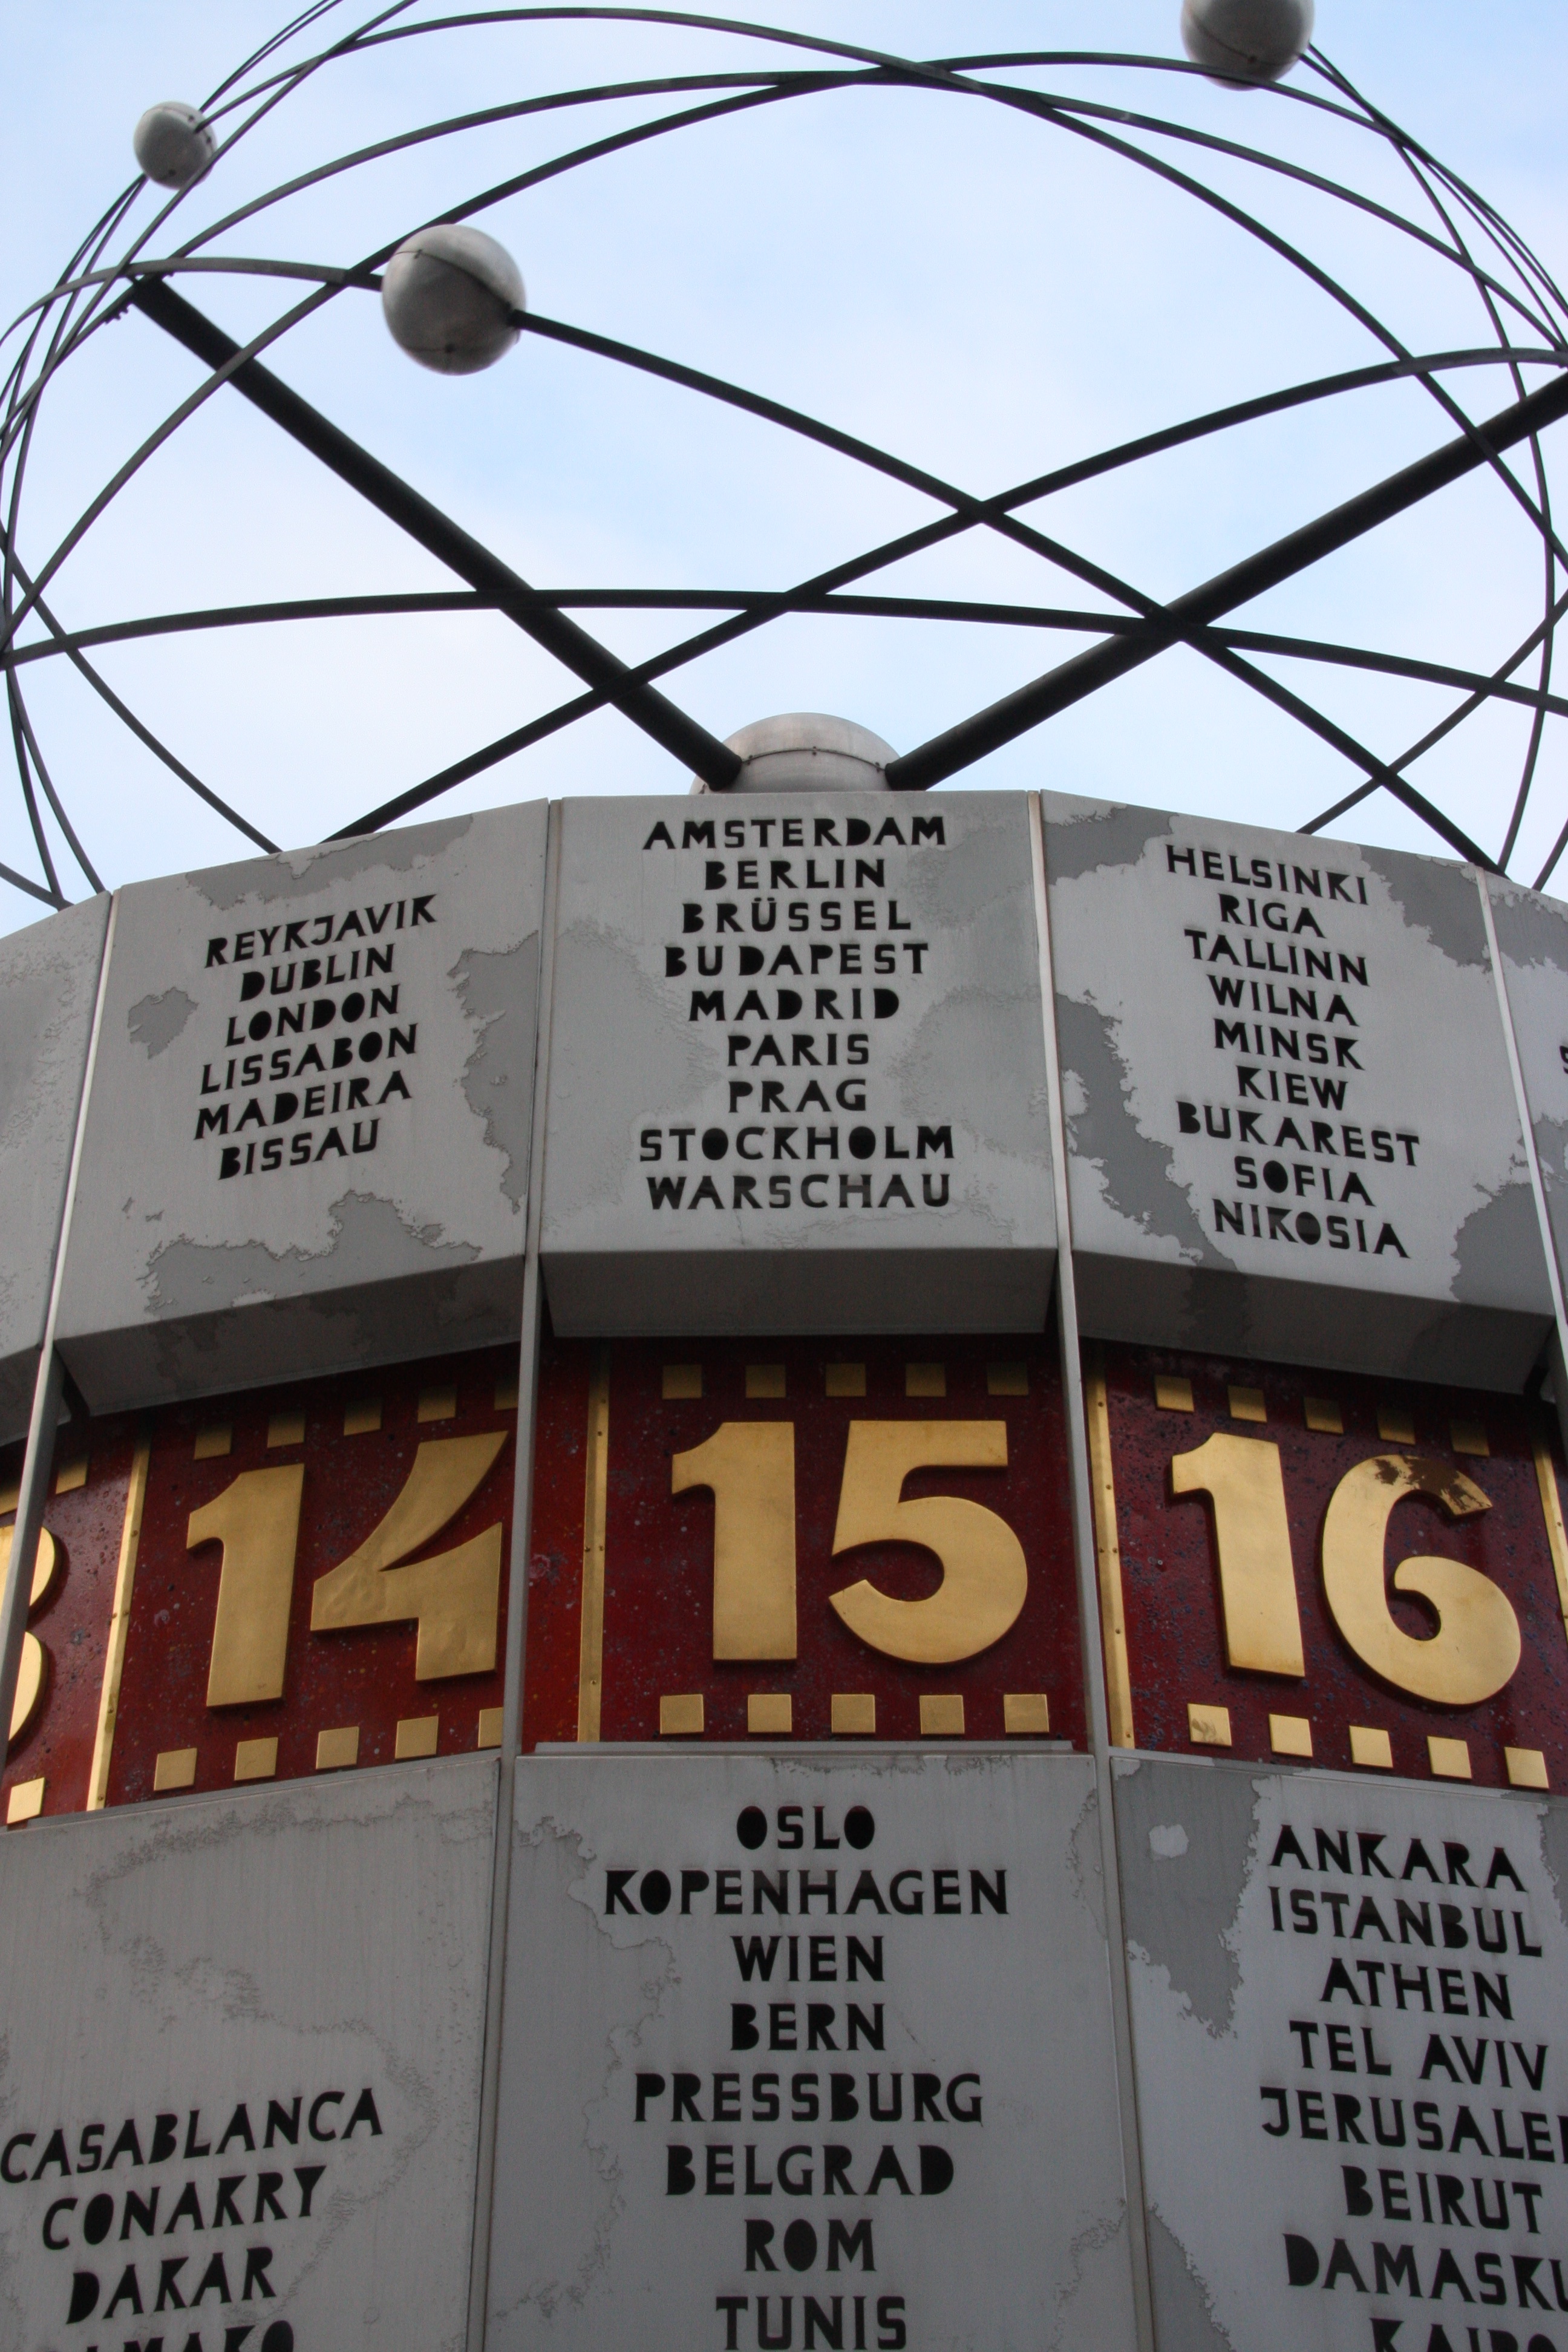 REYKJAVIK
DUBLIN
LONDON
LISSABON
MADEIRA
BISSAU
AMSTERDAM
BERLIN
BRÜSSEL
BUDAPEST
MADRID
PARIS
PRAG
STOCKHOLM
WARSCHAU
HELSINKI
RIGA
TALLINN
WILNA
MINSK
KIEW
BUKAREST
SOFIA
NIKOSIA
14
15
16
CASABLANCA
CONAKRY
DAKAR
OSLO
KOPENHAGEN
WIEN
BERN
PRESSBURG
BELGRAD
ROM
TUNIS
ANKARA
ISTANBUL
ATHEN
TEL AVIV
JERUSALE
BEIRUT
DAMASKU